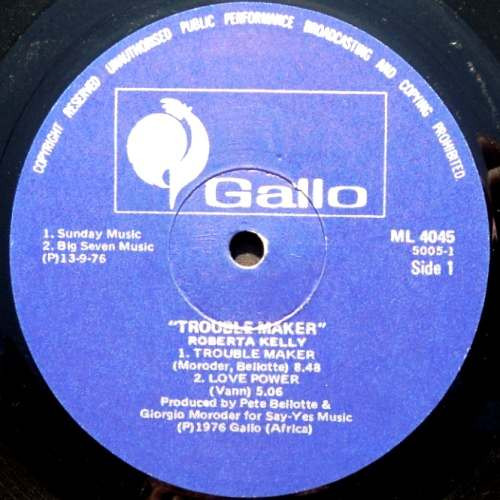 COPYRIGHT RESERVED UNAUTHORISED PUBLIC PERFORMANCE BROADCASTING AND COPYING PROHIBITED.
Gallo
1. Sunday Music
2. Big Seven Music
(P)13-9-76
ML 4045
5005-1
Side 1
"TROUBLE MAKER"
ROBERTA KELLY
1. TROUBLE MAKER
(Moroder, Bellotte) 8.48
2. LOVE POWER
(Vann) 5.06
Produced by Pete Bellotte &
Giorgio Moroder for Say-Yes Music
(P)1976 Gallo (Africa)